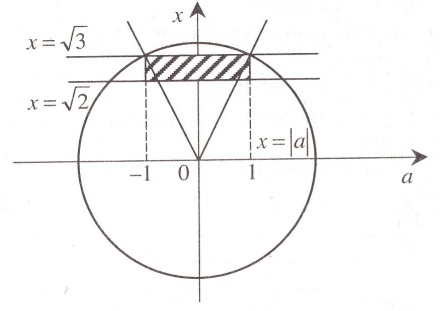 x
x = √3
x = √2
x = |a|
−1
0
1
a